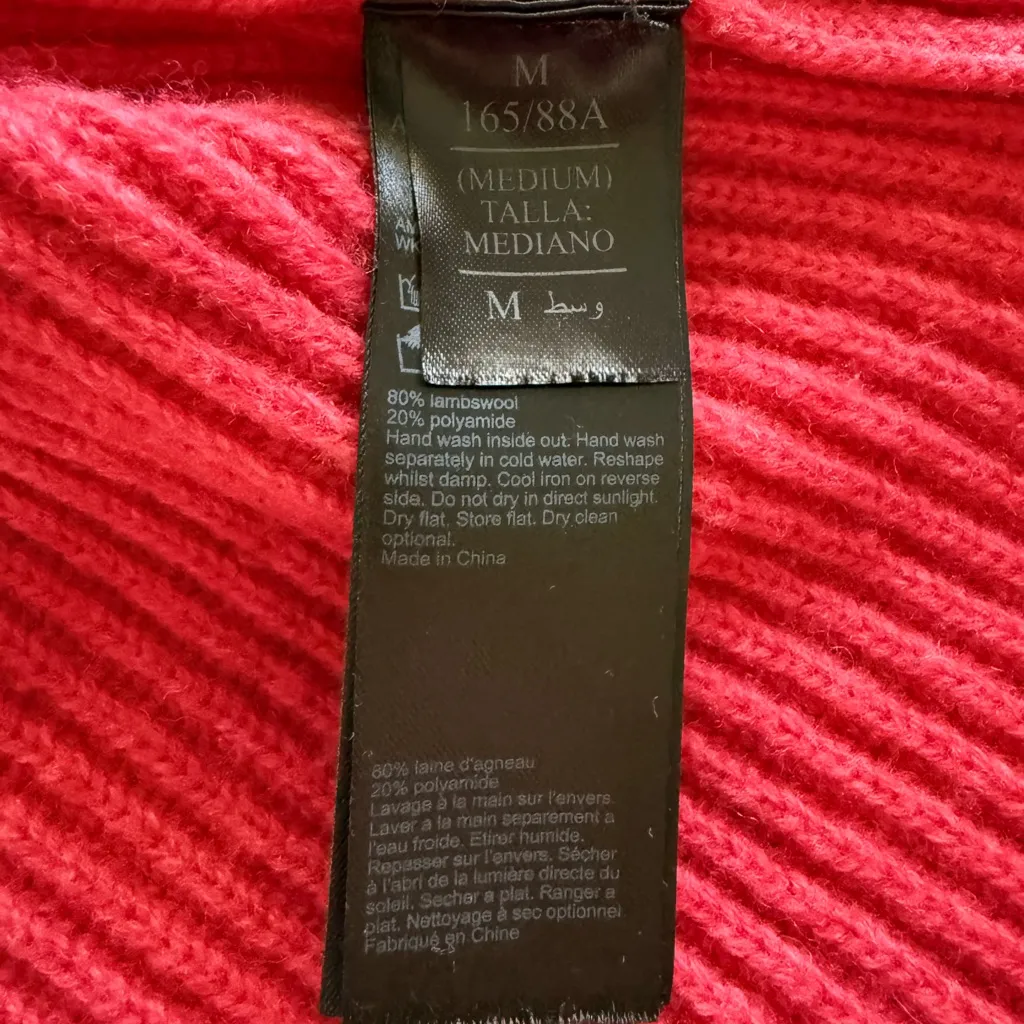 M
165/88A
(MEDIUM)
TALLA:
MEDIANO
M وسط
80% lambswool
20% polyamide
Hand wash inside out. Hand wash
separately in cold water. Reshape
whilst damp. Cool iron on reverse
side. Do not dry in direct sunlight.
Dry flat. Store flat. Dry clean
optional.
Made in China
80% laine d'agneau
20% polyamide
Lavage à la main sur l'envers.
Laver a la main separement a
l'eau froide. Etirer humide.
Repasser sur l'envers. Sécher
à l'abri de la lumière directe du
soleil. Secher a plat. Ranger a
plat. Nettoyage à sec optionnel
Fabriqué en Chine